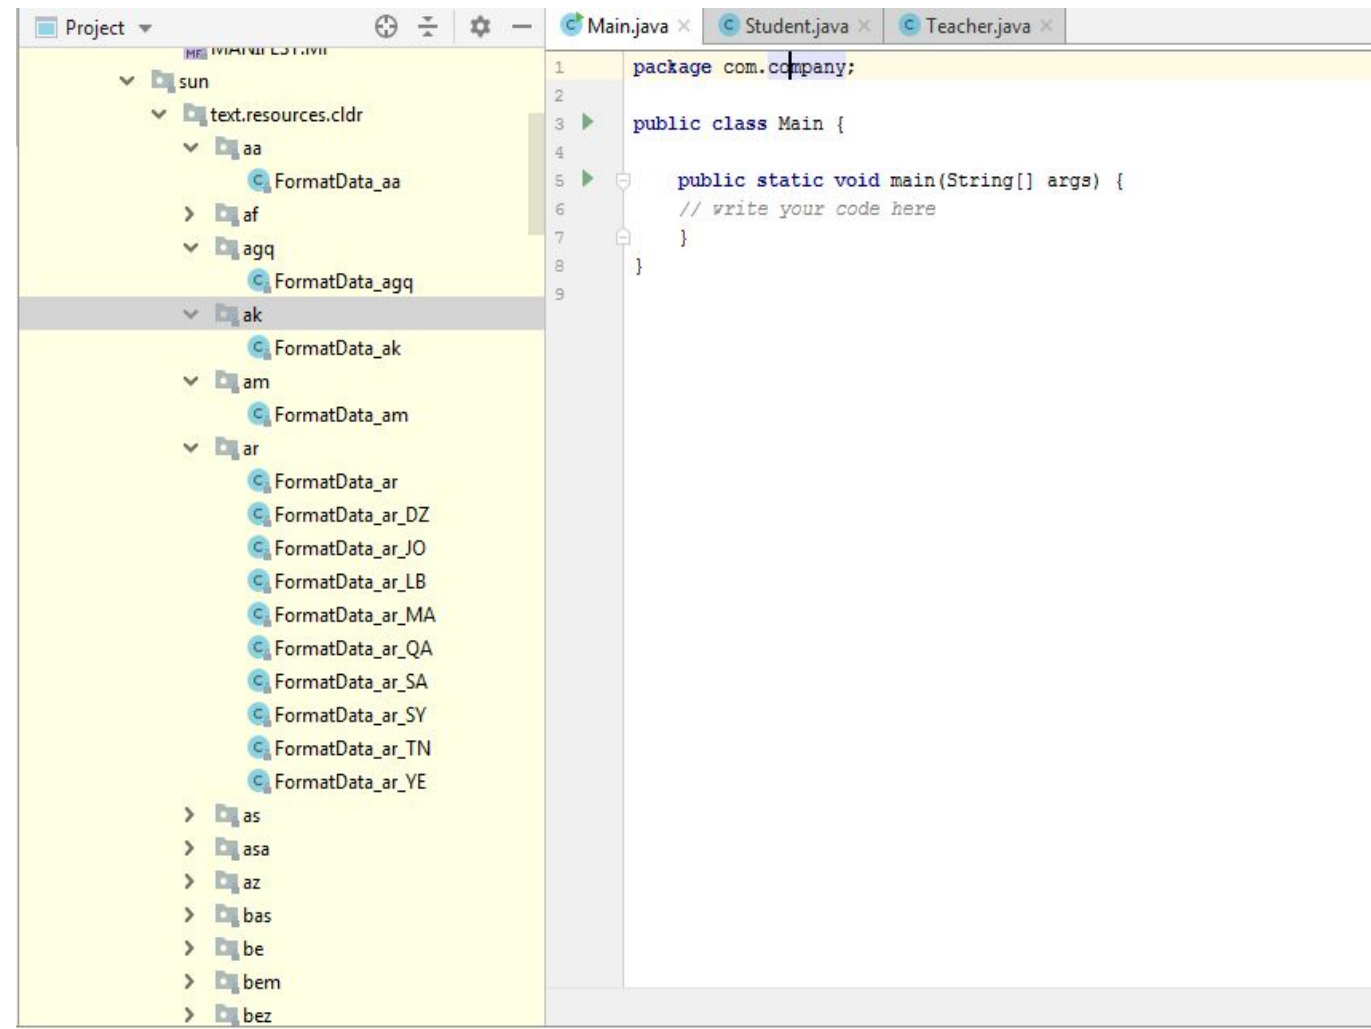 Project
MANIFEST.MF
sun
text.resources.cldr
aa
FormatData_aa
af
agq
FormatData_agq
ak
FormatData_ak
am
FormatData_am
ar
FormatData_ar
FormatData_ar_DZ
FormatData_ar_JO
FormatData_ar_LB
FormatData_ar_MA
FormatData_ar_QA
FormatData_ar_SA
FormatData_ar_SY
FormatData_ar_TN
FormatData_ar_YE
as
asa
az
bas
be
bem
bez
Main.java Student.java Teacher.java
1 package com.company;
2
3 public class Main {
4
5 public static void main(String[] args) {
6 // write your code here
7 }
8 }
9